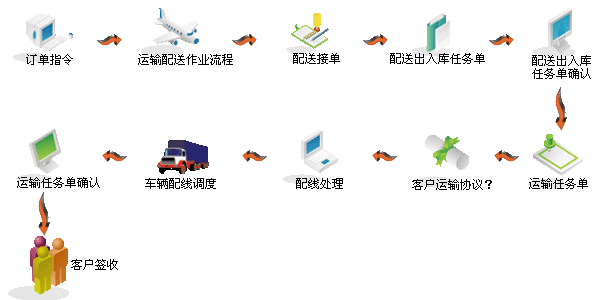 订单指令
运输配送作业流程
配送接单
配送出入库任务单
配送出入库
任务单确认
运输任务单
客户运输协议?
配线处理
车辆配线调度
运输任务单确认
客户签收